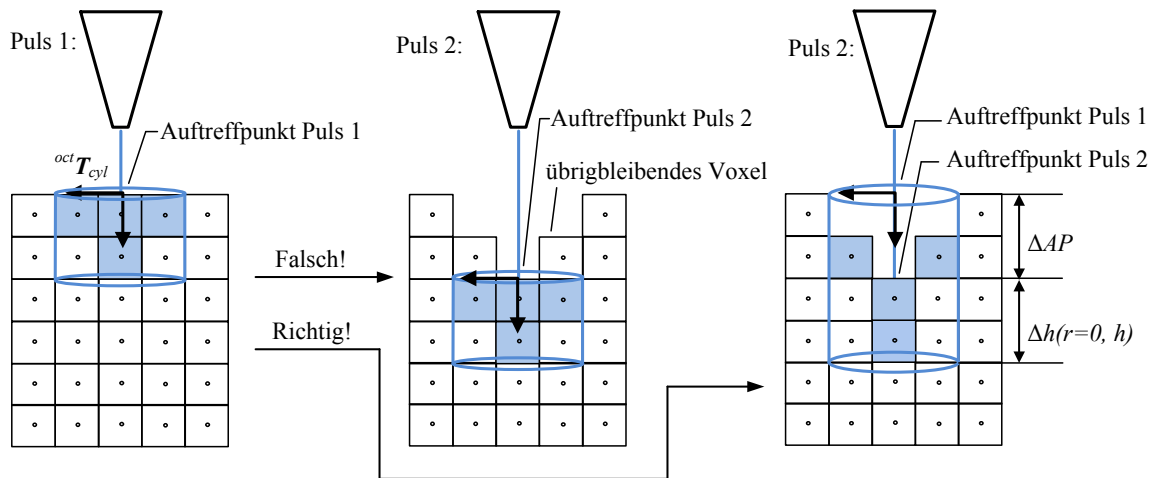 Puls 1:
Auftreffpunkt Puls 1
octTcyl
Falsch!
Richtig!
Puls 2:
Auftreffpunkt Puls 2
übrigbleibendes Voxel
Puls 2:
Auftreffpunkt Puls 1
Auftreffpunkt Puls 2
ΔAP
Δh(r=0, h)